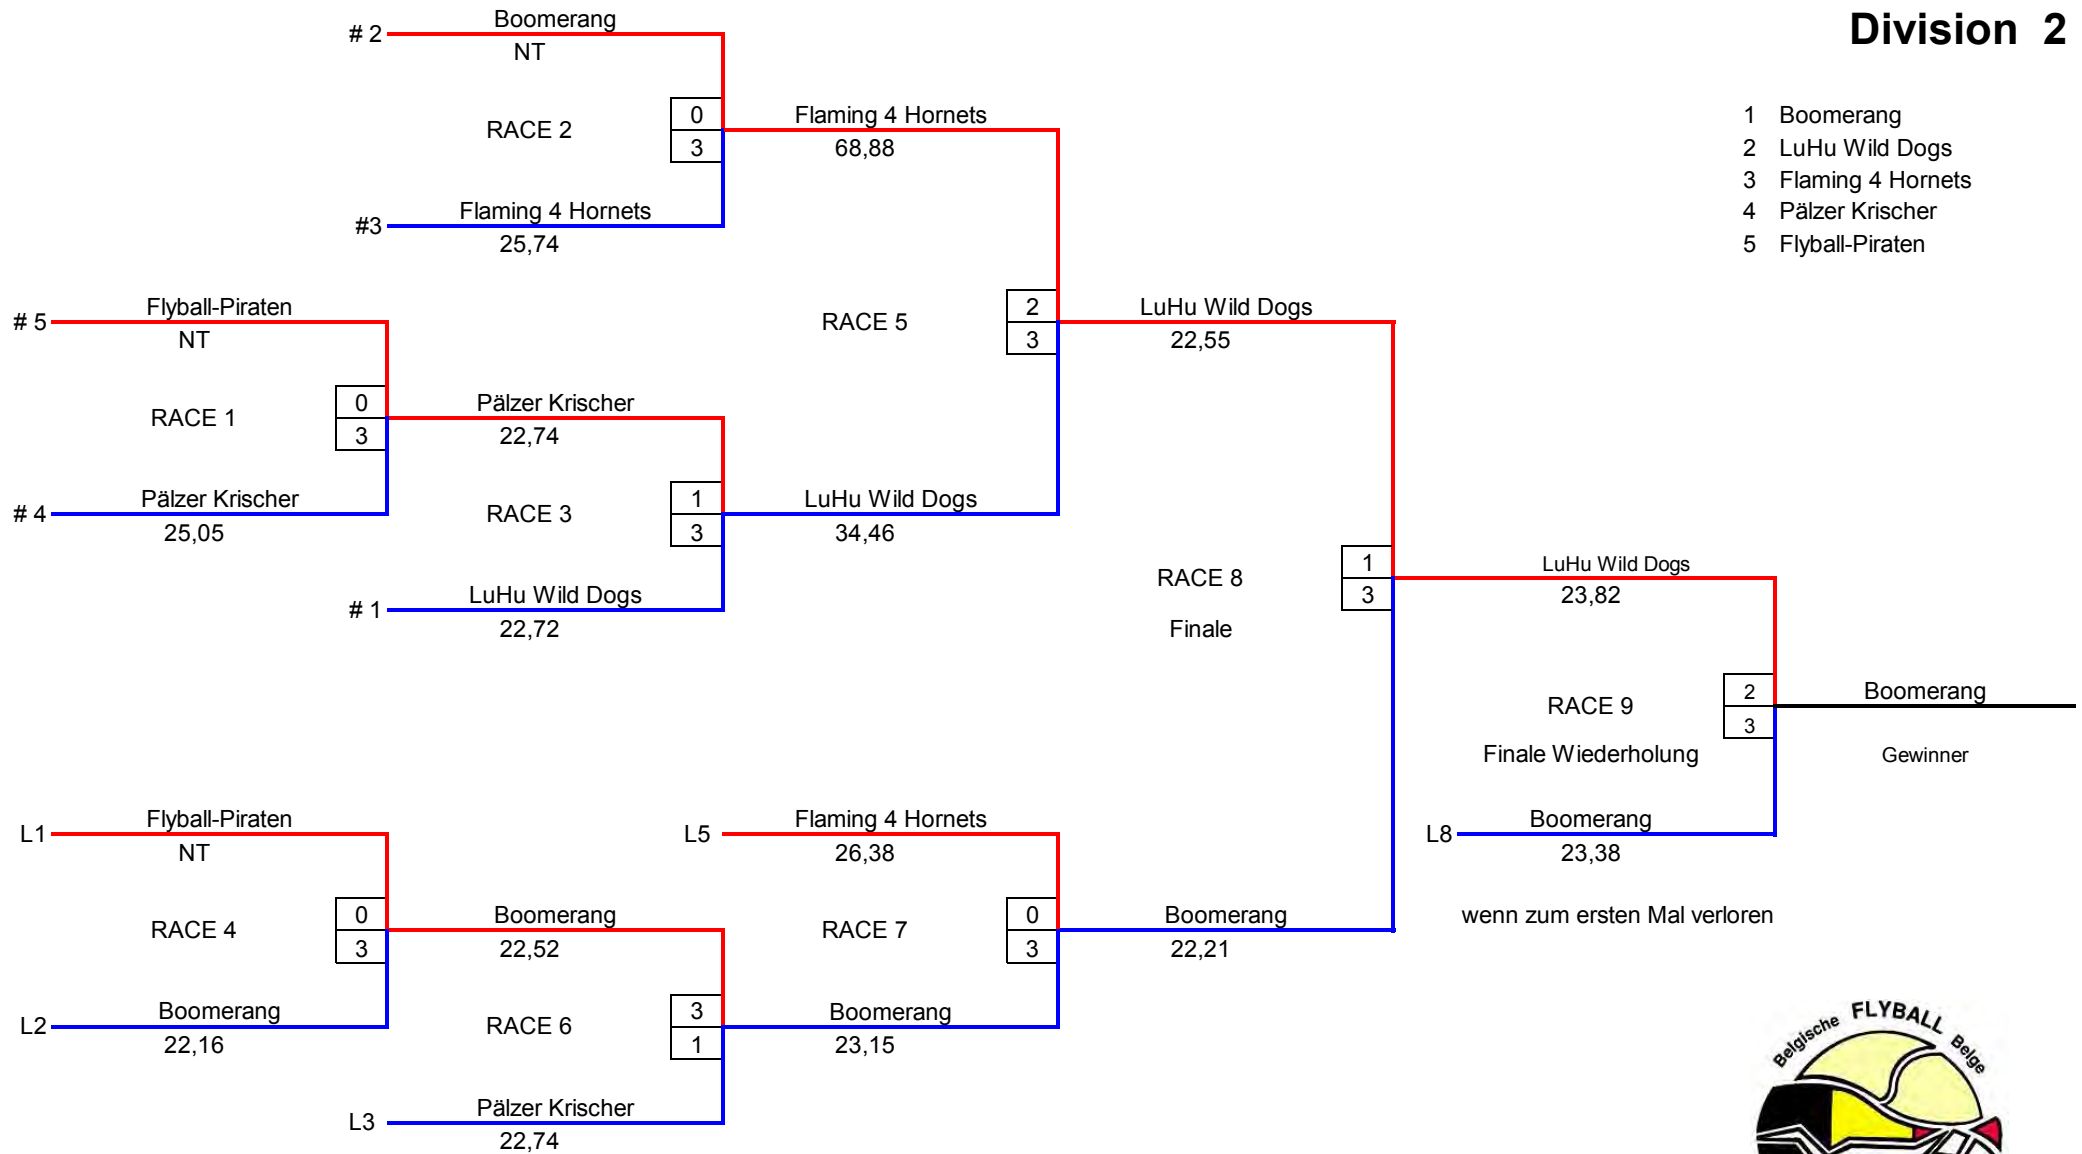 Division 2
Boomerang
# 2
NT
RACE 2
0
3
Flaming 4 Hornets
68,88
#3
Flaming 4 Hornets
25,74
1 Boomerang
2 LuHu Wild Dogs
3 Flaming 4 Hornets
4 Pälzer Krischer
5 Flyball-Piraten
# 5
Flyball-Piraten
NT
RACE 1
0
3
# 4
Pälzer Krischer
25,05
Pälzer Krischer
22,74
RACE 3
1
3
# 1
LuHu Wild Dogs
22,72
LuHu Wild Dogs
34,46
RACE 5
2
3
LuHu Wild Dogs
22,55
RACE 8
1
3
Finale
LuHu Wild Dogs
23,82
RACE 9
2
3
Finale Wiederholung
Boomerang
Gewinner
L8
Boomerang
23,38
wenn zum ersten Mal verloren
L1
Flyball-Piraten
NT
RACE 4
0
3
L2
Boomerang
22,16
Boomerang
22,52
RACE 6
3
1
L3
Pälzer Krischer
22,74
L5
Flaming 4 Hornets
26,38
RACE 7
0
3
Boomerang
23,15
Boomerang
22,21
Belgische FLYBALL Belge